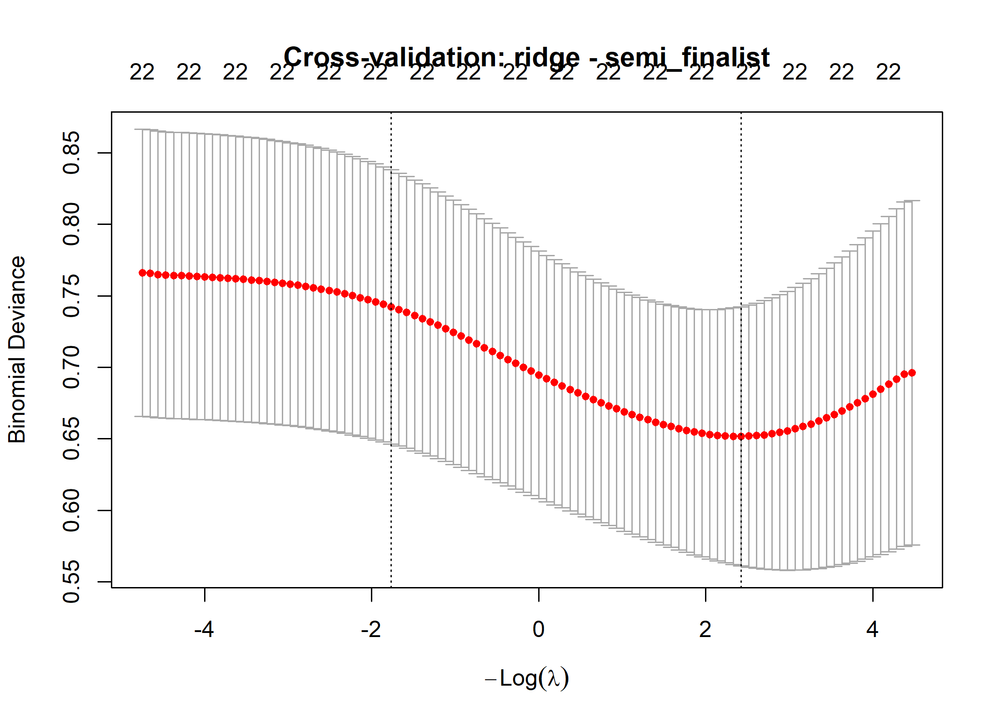 Cross-validation: ridge - semi_finalist
22 22 22 22 22 22 22 22 22 22 22 22 22 22 22 22 22
Binomial Deviance
0.85
0.80
0.75
0.70
0.65
0.60
0.55
-4 -2 0 2 4
−Log(λ)